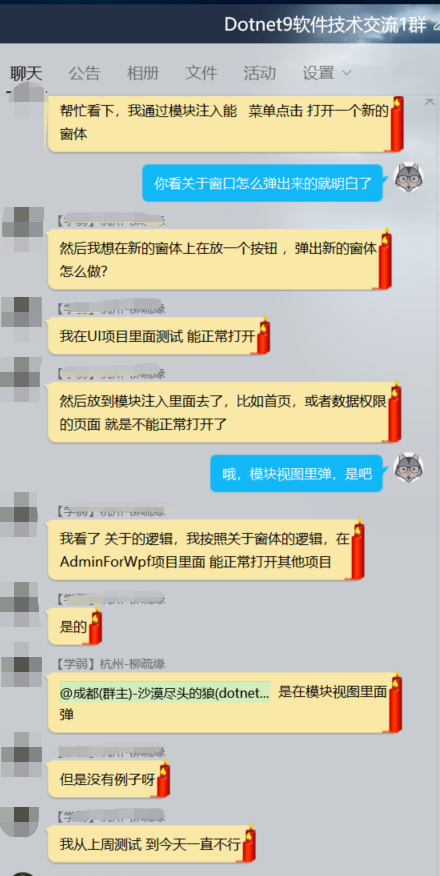 Dotnet9软件技术交流1群
聊天 公告 相册 文件 活动 设置
帮忙看下，我通过模块注入能 菜单点击 打开一个新的
窗体
你看关于窗口怎么弹出来的就明白了
然后我想在新的窗体上在放一个按钮 ，弹出新的窗体
怎么做?
我在UI项目里面测试 能正常打开
然后放到模块注入里面去了，比如首页，或者数据权限
的页面 就是不能正常打开了
哦，模块视图里弹，是吧
我看了 关于的逻辑，我按照关于窗体的逻辑，在
AdminForWpf项目里面 能正常打开其他项目
是的
【学弱】杭州-柳疏缘
@成都(群主)-沙漠尽头的狼(dotnet... 是在模块视图里面
弹
但是没有例子呀
我从上周测试 到今天一直不行